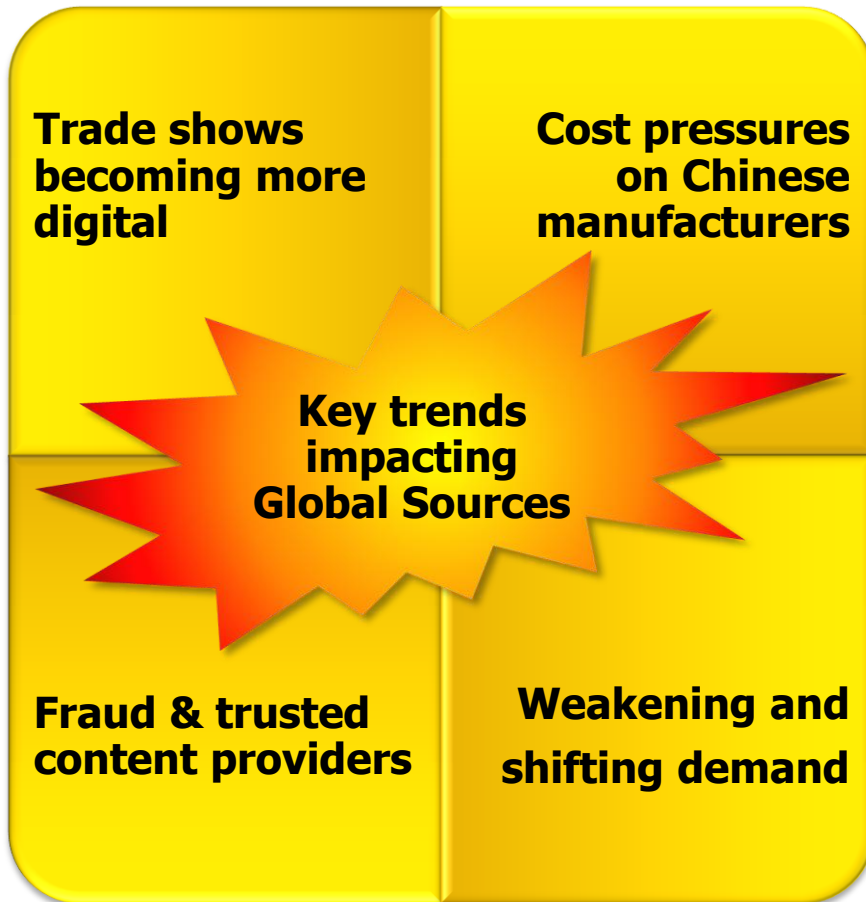 Trade shows
becoming more
digital
Cost pressures
on Chinese
manufacturers
Key trends
impacting
Global Sources
Fraud & trusted
content providers
Weakening and
shifting demand